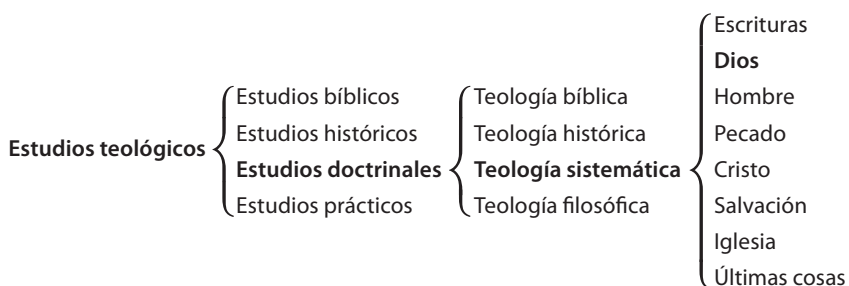 Estudios teológicos
Estudios bíblicos
Estudios históricos
Estudios doctrinales
Estudios prácticos
Teología bíblica
Teología histórica
Teología sistemática
Teología filosófica
Escrituras
Dios
Hombre
Pecado
Cristo
Salvación
Iglesia
Últimas cosas